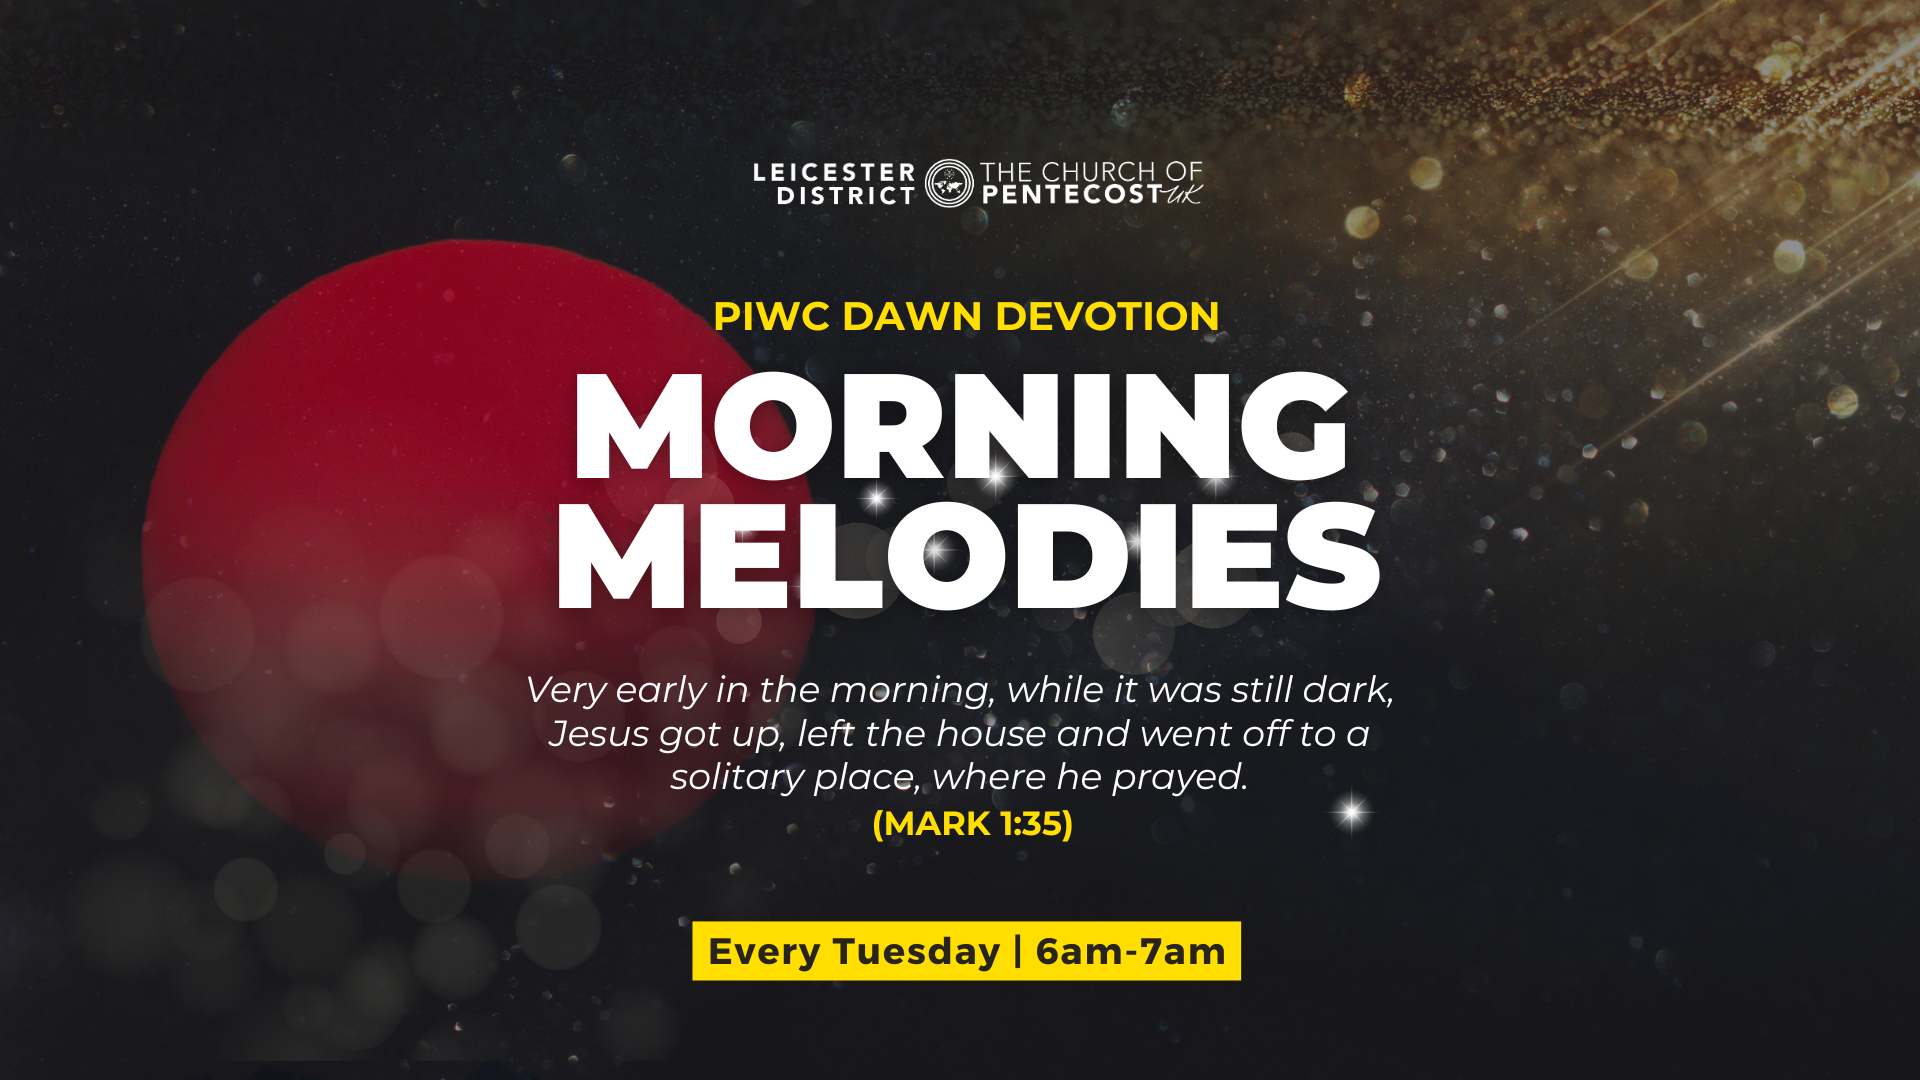 LEICESTER DISTRICT
THE CHURCH OF PENTECOST UK
PIWC DAWN DEVOTION
MORNING
MELODIES
Very early in the morning, while it was still dark,
Jesus got up, left the house and went off to a
solitary place, where he prayed.
(MARK 1:35)
Every Tuesday | 6am-7am